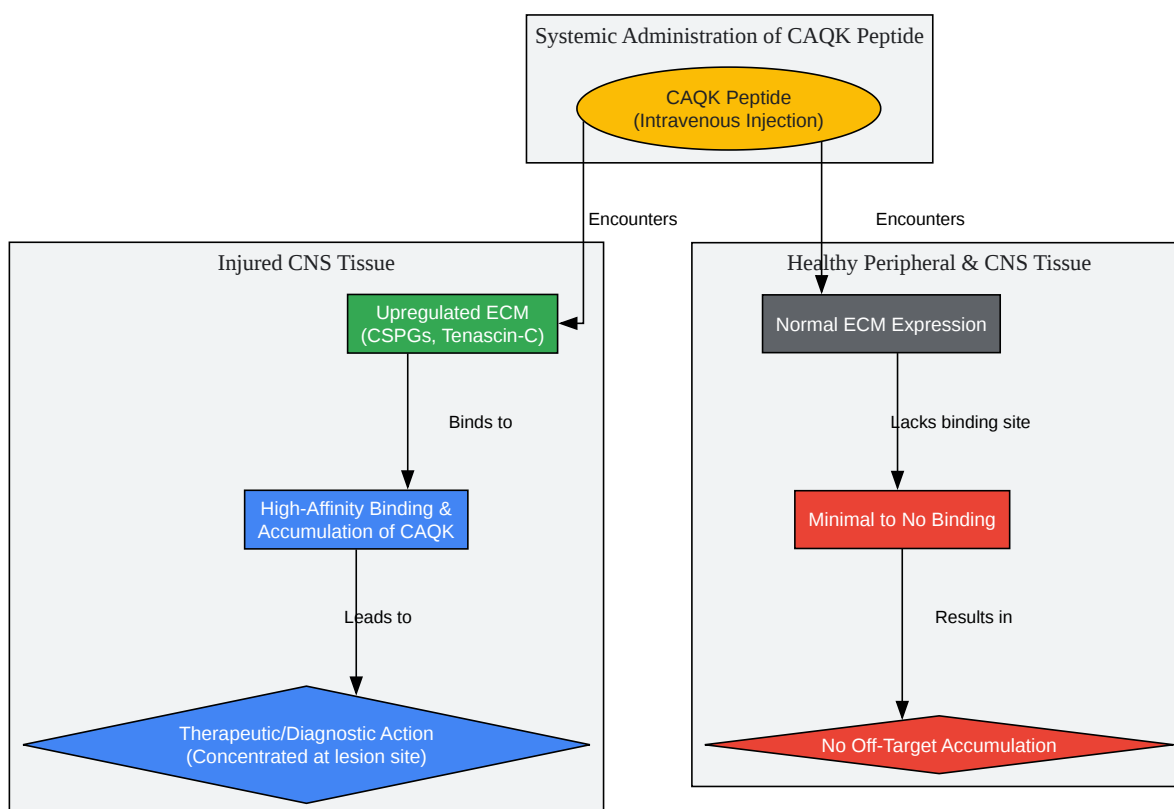 Systemic Administration of CAQK Peptide
CAQK Peptide
(Intravenous Injection)
Encounters
Encounters
Injured CNS Tissue
Upregulated ECM
(CSPGs, Tenascin-C)
Binds to
High-Affinity Binding &
Accumulation of CAQK
Leads to
Therapeutic/Diagnostic Action
(Concentrated at lesion site)
Healthy Peripheral & CNS Tissue
Normal ECM Expression
Lacks binding site
Minimal to No Binding
Results in
No Off-Target Accumulation